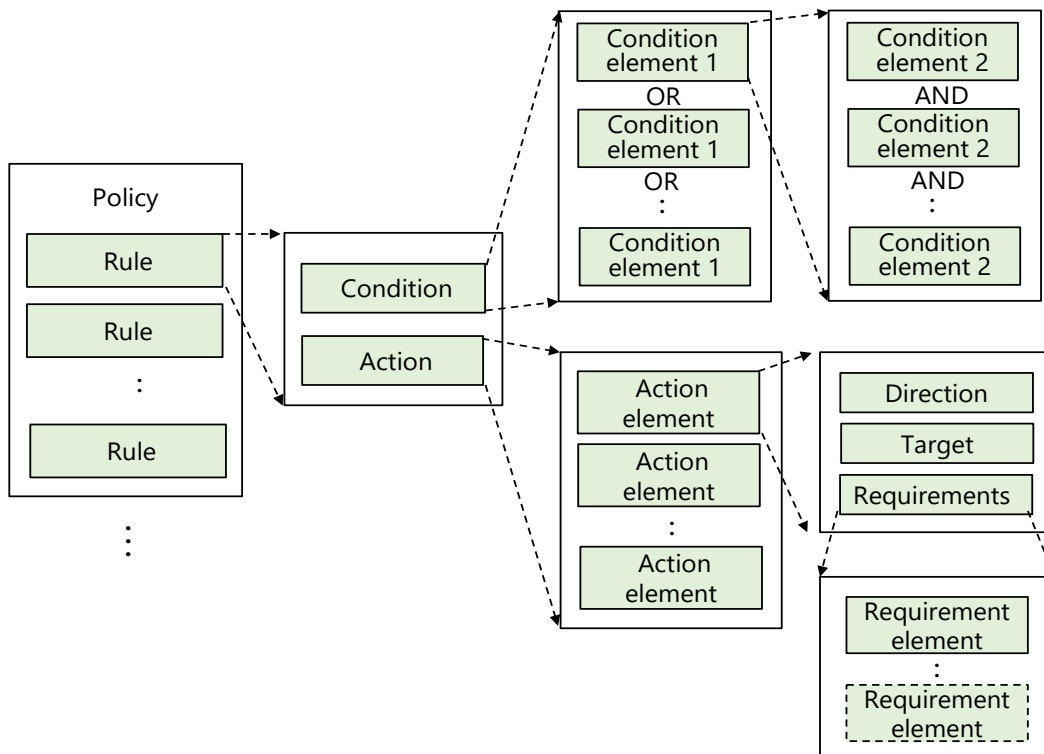 Policy
Rule
Rule
:
Rule
⋮
Condition
Action
Condition
element 1
OR
Condition
element 1
OR
:
Condition
element 1
Condition
element 2
AND
Condition
element 2
AND
:
Condition
element 2
Action
element
Action
element
:
Action
element
Direction
Target
Requirements
Requirement
element
:
Requirement
element